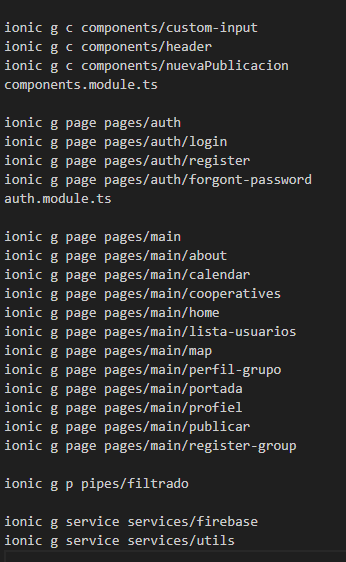 ionic g c components/custom-input
ionic g c components/header
ionic g c components/nuevaPublicacion
components.module.ts
ionic g page pages/auth
ionic g page pages/auth/login
ionic g page pages/auth/register
ionic g page pages/auth/forgont-password
auth.module.ts
ionic g page pages/main
ionic g page pages/main/about
ionic g page pages/main/calendar
ionic g page pages/main/cooperatives
ionic g page pages/main/home
ionic g page pages/main/lista-usuarios
ionic g page pages/main/map
ionic g page pages/main/perfil-grupo
ionic g page pages/main/portada
ionic g page pages/main/profiel
ionic g page pages/main/publicar
ionic g page pages/main/register-group
ionic g p pipes/filtrado
ionic g service services/firebase
ionic g service services/utils